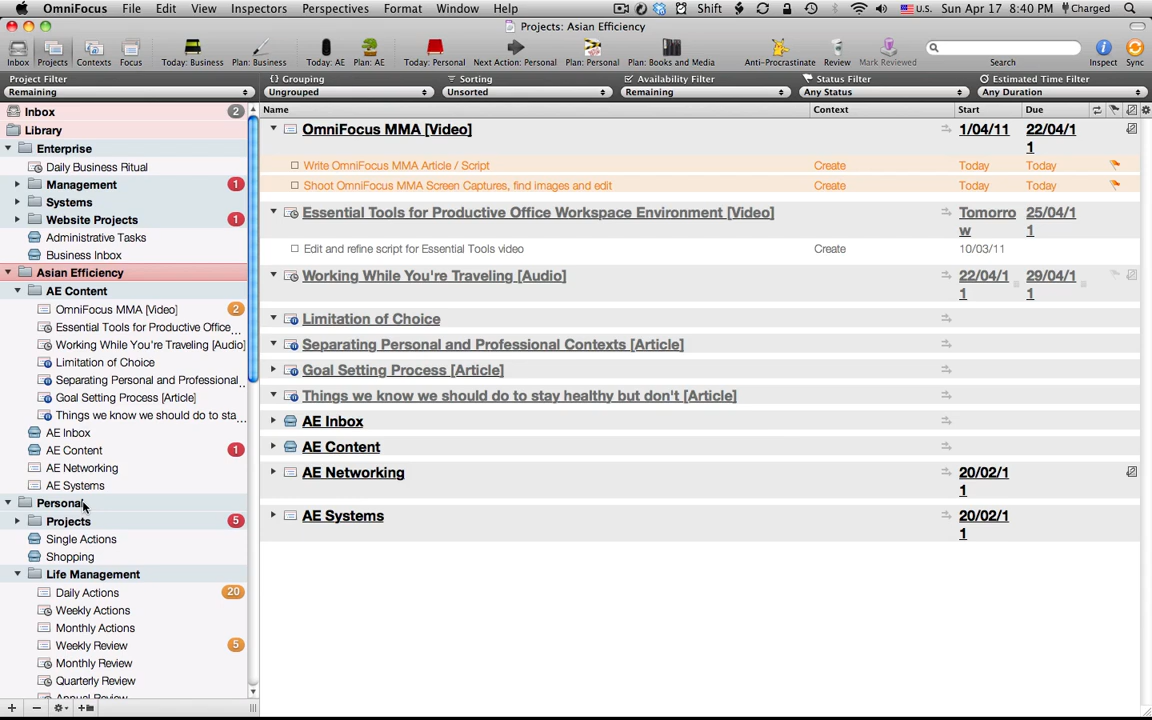 OmniFocus File Edit View Inspectors Perspectives Format Window Help Shift U.S. Sun Apr 17 8:40 PM Charged
Projects: Asian Efficiency
Inbox Projects Contexts Focus Today: Business Plan: Business Today: AE Plan: AE Today: Personal Next Action: Personal Plan: Personal Plan: Books and Media Anti-Procrastinate Review Mark Reviewed Search Inspect Sync
Project Filter Grouping Sorting Availability Filter Status Filter Estimated Time Filter
Remaining Ungrouped Unsorted Remaining Any Status Any Duration
Name Context Start Due
Inbox 2
Library
Enterprise
Daily Business Ritual
Management 1
Systems
Website Projects 1
Administrative Tasks
Business Inbox
Asian Efficiency
AE Content
OmniFocus MMA [Video] 2
Essential Tools for Productive Office...
Working While You're Traveling [Audio]
Limitation of Choice
Separating Personal and Professional...
Goal Setting Process [Article]
Things we know we should do to sta...
AE Inbox
AE Content 1
AE Networking
AE Systems
Personal
Projects 5
Single Actions
Shopping
Life Management
Daily Actions 20
Weekly Actions
Monthly Actions
Weekly Review 5
Monthly Review
Quarterly Review
Annual Review
OmniFocus MMA [Video] 1/04/11 22/04/1
1
Write OmniFocus MMA Article / Script Create Today Today
Shoot OmniFocus MMA Screen Captures, find images and edit Create Today Today
Essential Tools for Productive Office Workspace Environment [Video] Tomorro 25/04/1
w 1
Edit and refine script for Essential Tools video Create 10/03/11
Working While You're Traveling [Audio] 22/04/1 29/04/1
1 1
Limitation of Choice
Separating Personal and Professional Contexts [Article]
Goal Setting Process [Article]
Things we know we should do to stay healthy but don't [Article]
AE Inbox
AE Content
AE Networking 20/02/1
1
AE Systems 20/02/1
1